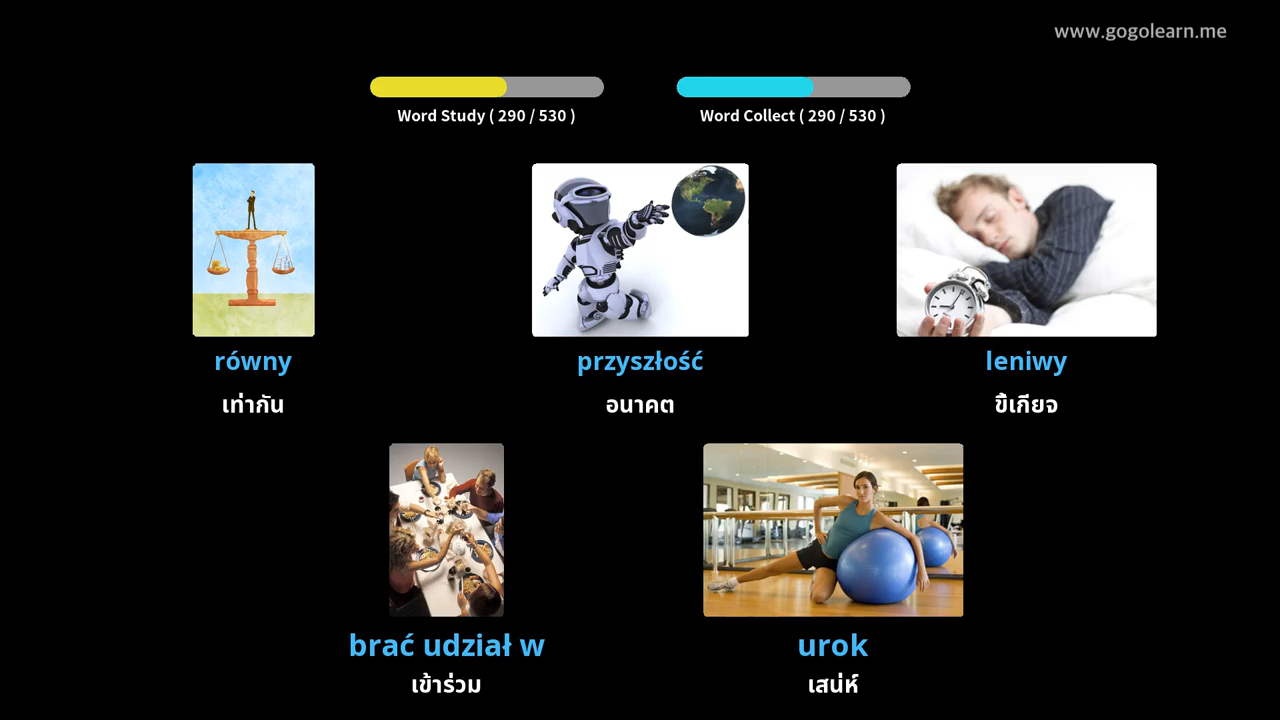 www.gogolearn.me
Word Study ( 290 / 530 )
Word Collect ( 290 / 530 )
równy
przyszłość
leniwy
เท่ากัน
อนาคต
ขี้เกียจ
brać udział w
urok
เข้าร่วม
เสน่ห์